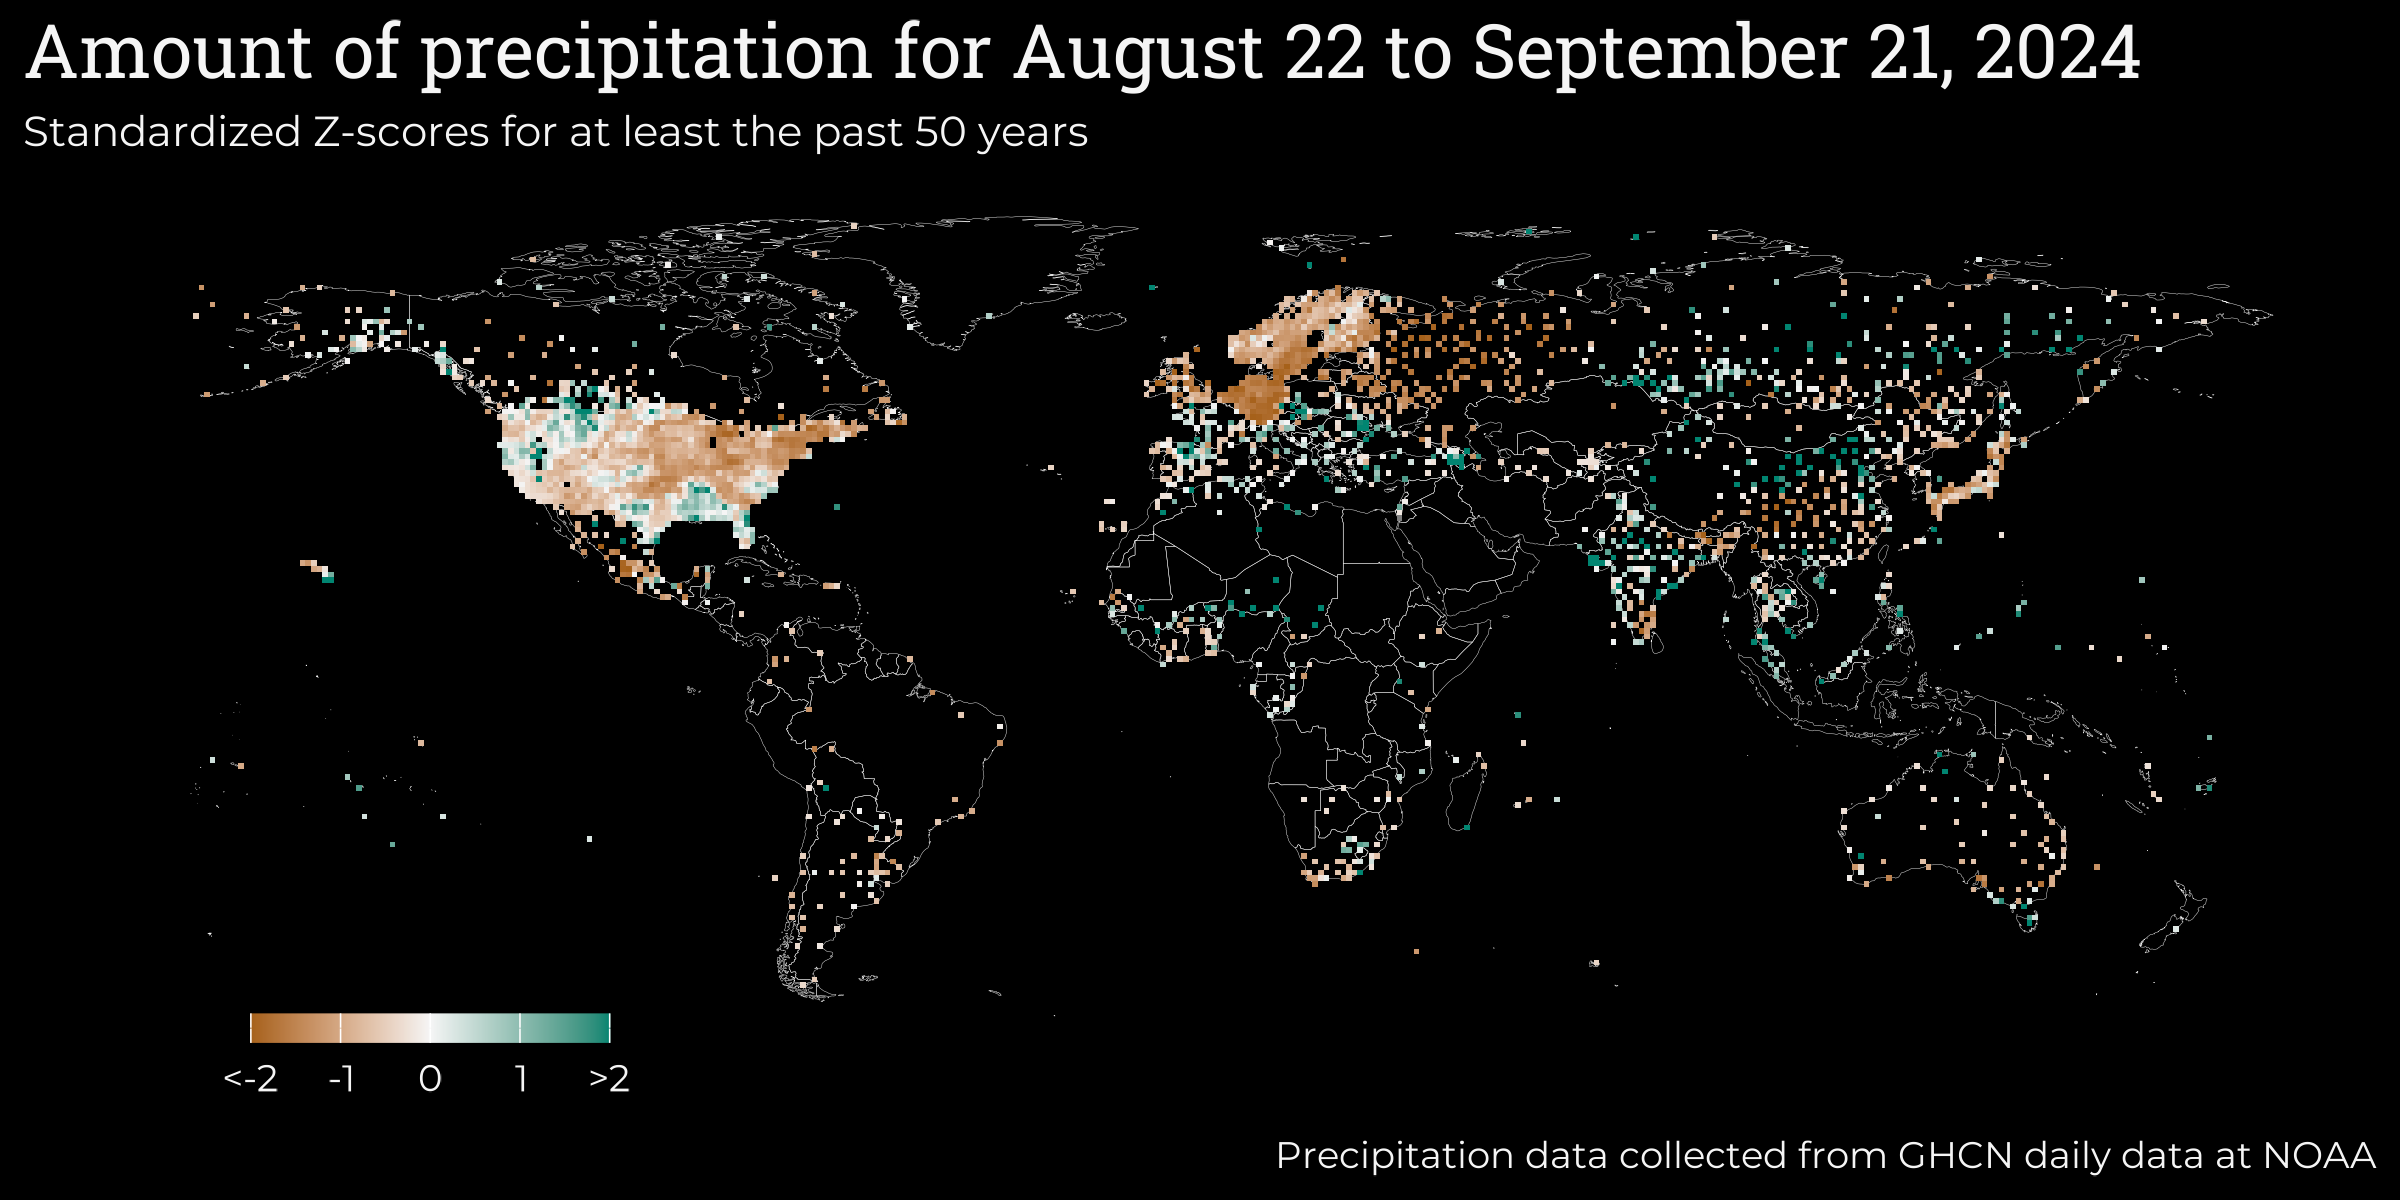 Amount of precipitation for August 22 to September 21, 2024
Standardized Z-scores for at least the past 50 years
<-2 -1 0 1 >2
Precipitation data collected from GHCN daily data at NOAA